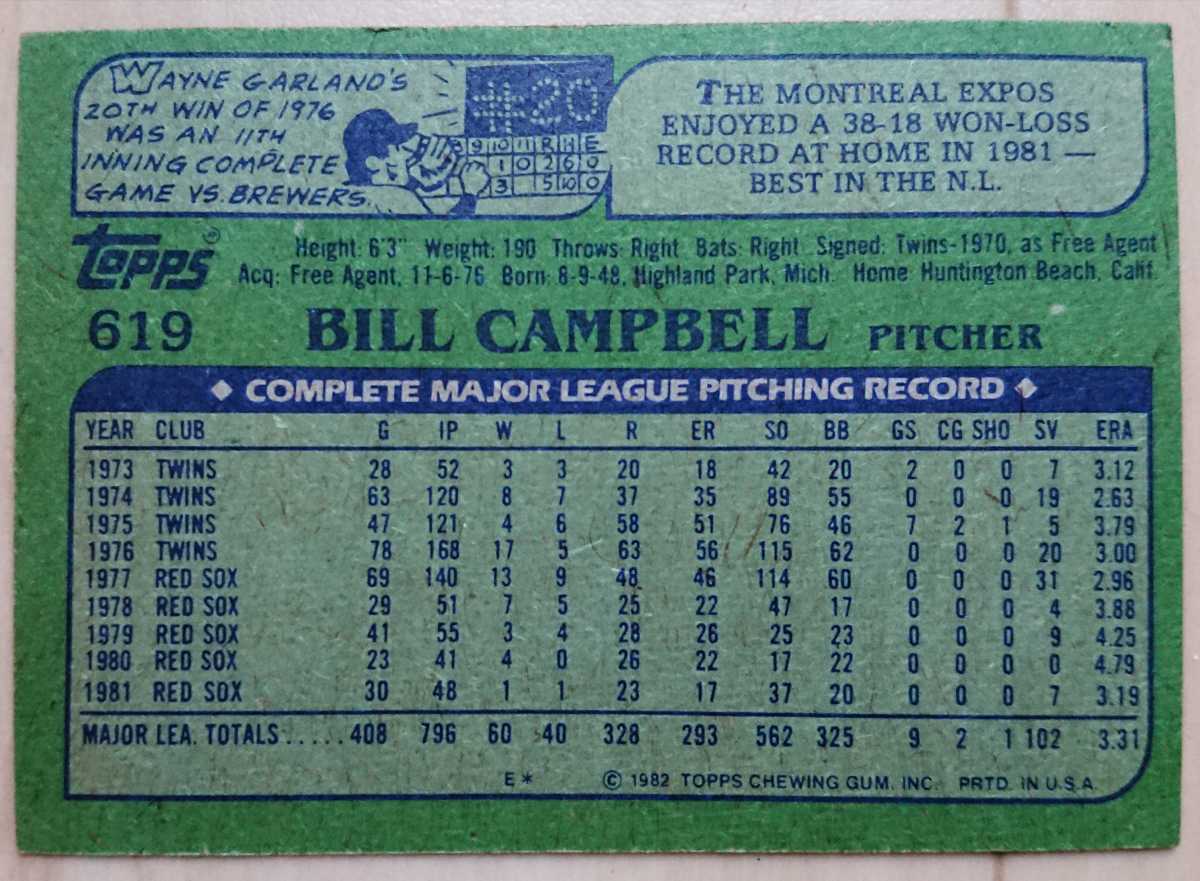 WAYNE GARLAND'S
20TH WIN OF 1976
WAS AN 11TH
INNING COMPLETE
GAME VS. BREWERS.
#20
8 9 10 11 R H E
1 0 2 6 0
3 5 10 0
THE MONTREAL EXPOS
ENJOYED A 38-18 WON-LOSS
RECORD AT HOME IN 1981 —
BEST IN THE N.L.
Topps®
Height: 6'3" Weight: 190 Throws: Right Bats: Right Signed: Twins-1970, as Free Agent
Acq: Free Agent, 11-6-76 Born: 8-9-48, Highland Park, Mich. Home Huntington Beach, Calif.
619 BILL CAMPBELL PITCHER
◆ COMPLETE MAJOR LEAGUE PITCHING RECORD ◆
YEAR CLUB G IP W L R ER SO BB GS CG SHO SV ERA
1973 TWINS 28 52 3 3 20 18 42 20 2 0 0 7 3.12
1974 TWINS 63 120 8 7 37 35 89 55 0 0 0 19 2.63
1975 TWINS 47 121 4 6 58 51 76 46 7 2 1 5 3.79
1976 TWINS 78 168 17 5 63 56 115 62 0 0 0 20 3.00
1977 RED SOX 69 140 13 9 48 46 114 60 0 0 0 31 2.96
1978 RED SOX 29 51 7 5 25 22 47 17 0 0 0 4 3.88
1979 RED SOX 41 55 3 4 28 26 25 23 0 0 0 9 4.25
1980 RED SOX 23 41 4 0 26 22 17 22 0 0 0 0 4.79
1981 RED SOX 30 48 1 1 23 17 37 20 0 0 0 7 3.19
MAJOR LEA. TOTALS.....408 796 60 40 328 293 562 325 9 2 1 102 3.31
E* © 1982 TOPPS CHEWING GUM, INC. PRTD. IN U.S.A.